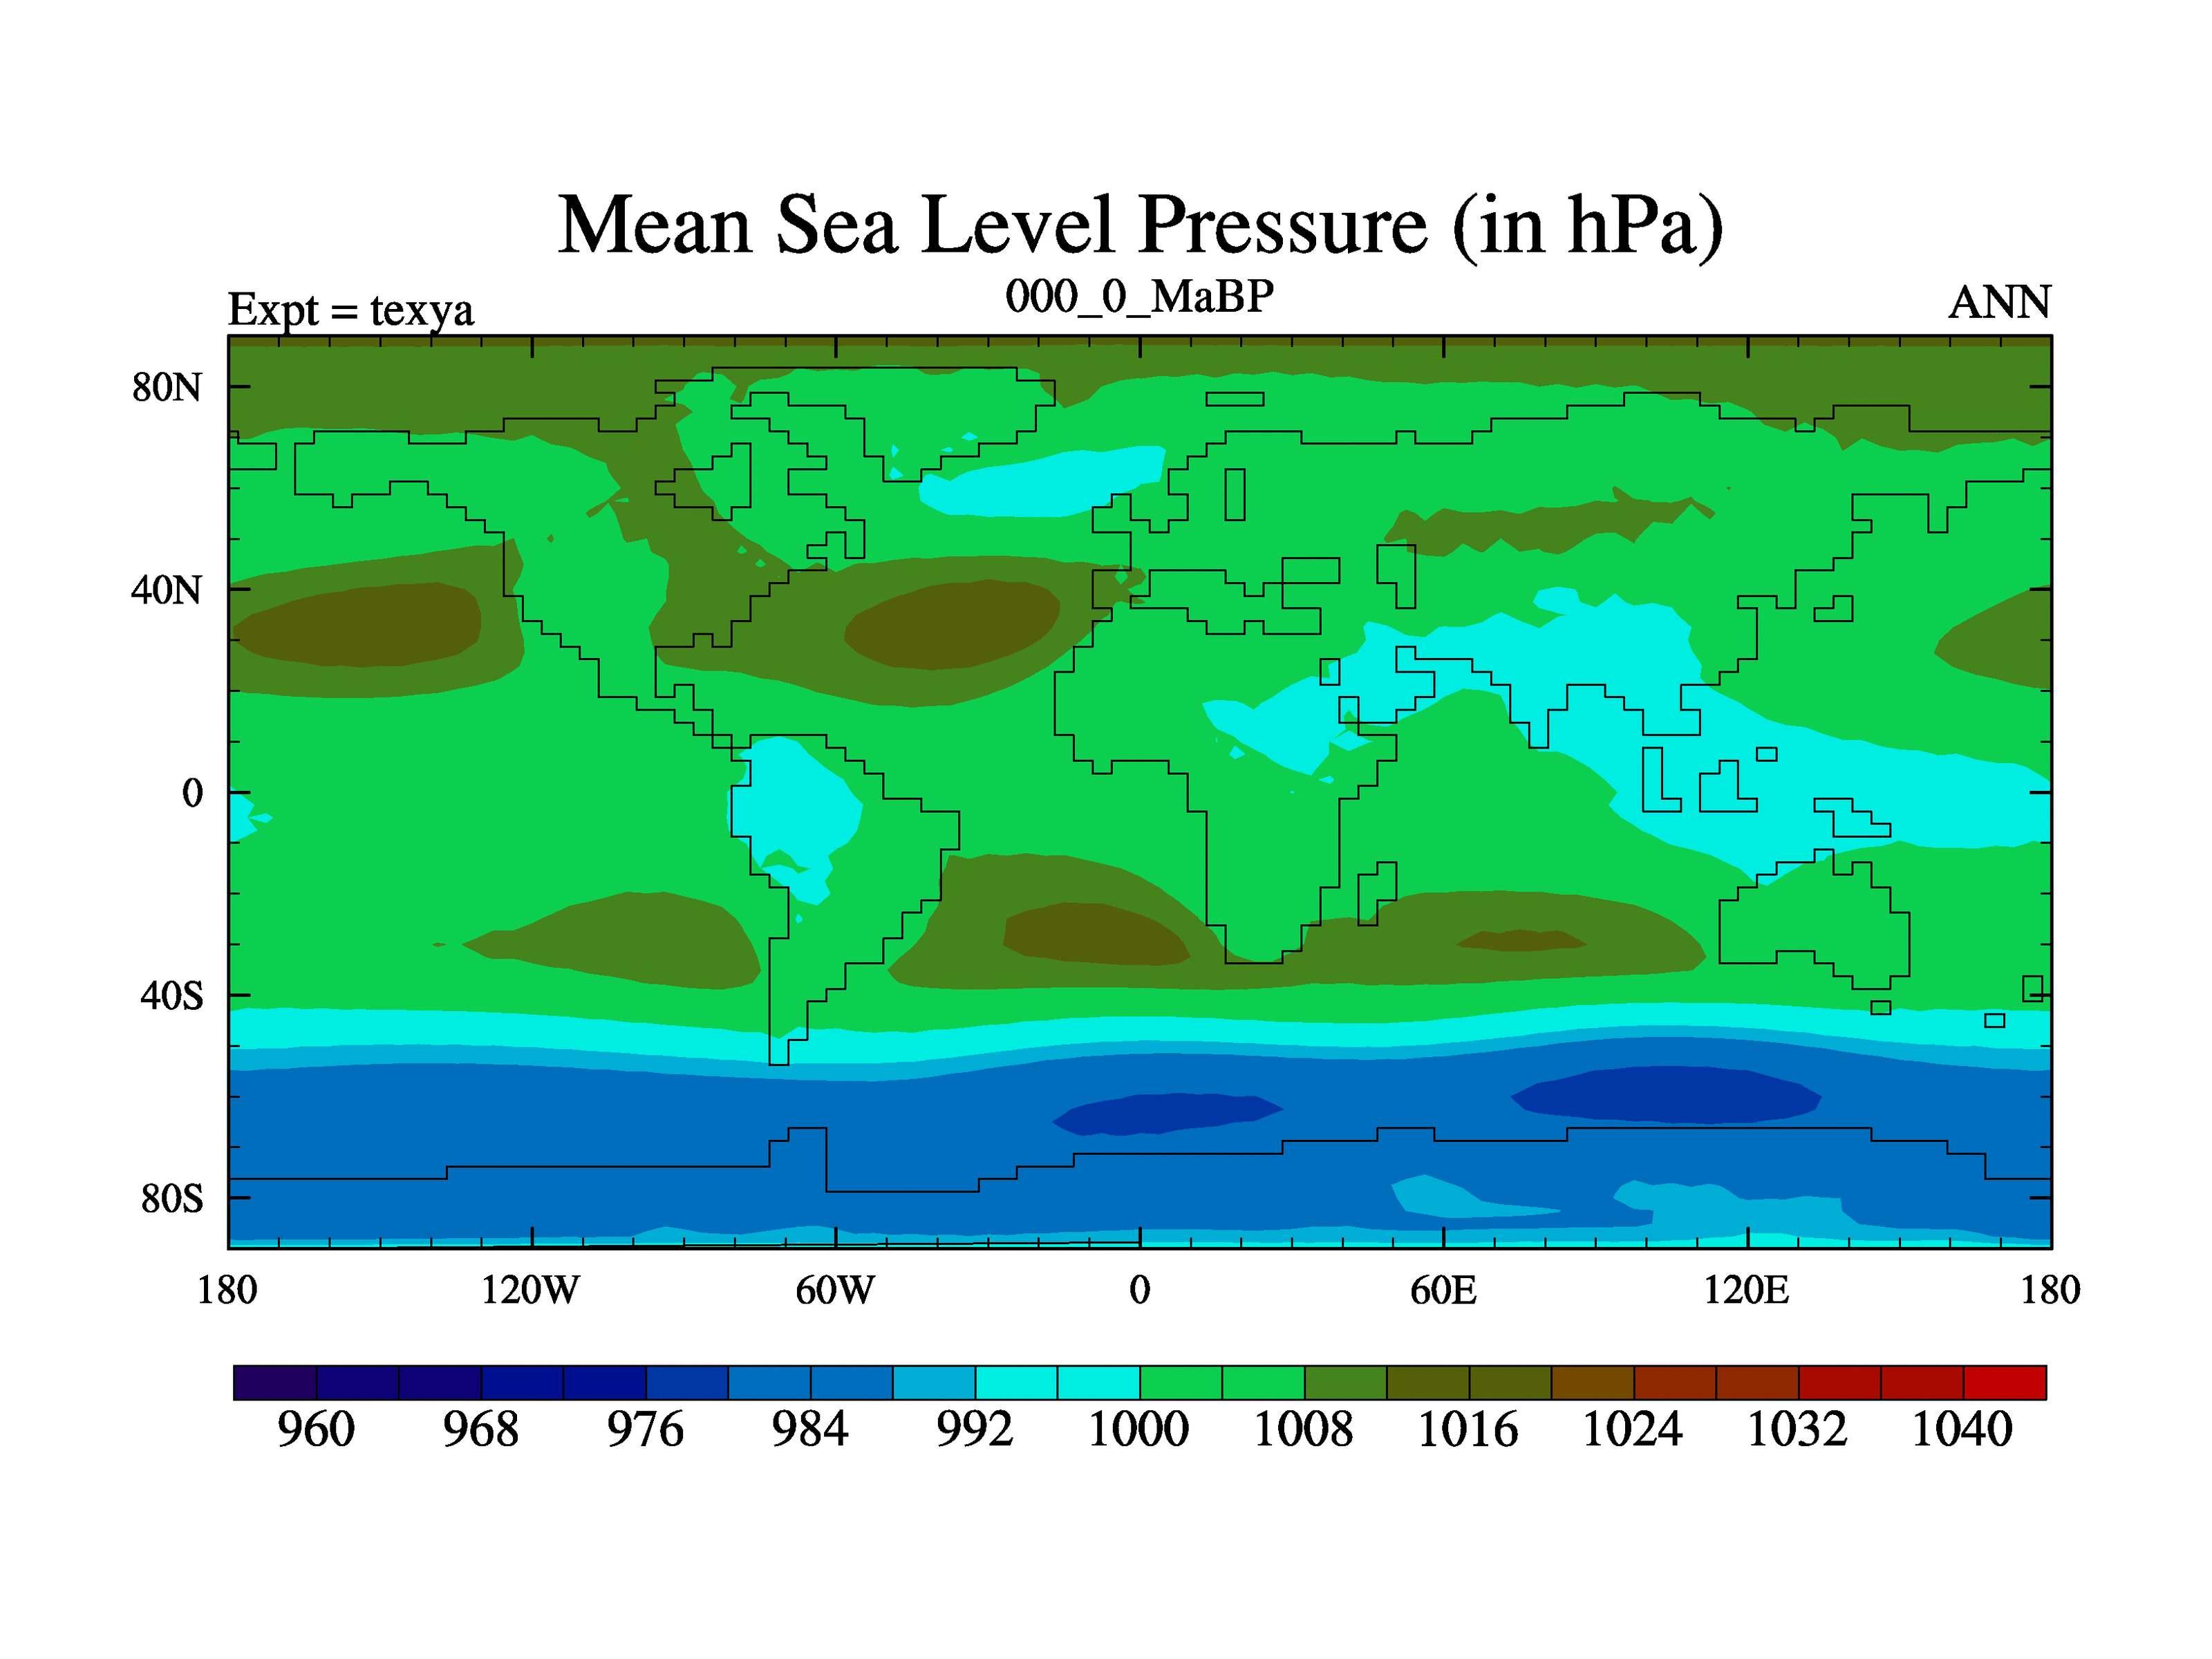 Mean Sea Level Pressure (in hPa)
000_0_MaBP
Expt = texya
ANN
80N
40N
0
40S
80S
180 120W 60W 0 60E 120E 180
960 968 976 984 992 1000 1008 1016 1024 1032 1040